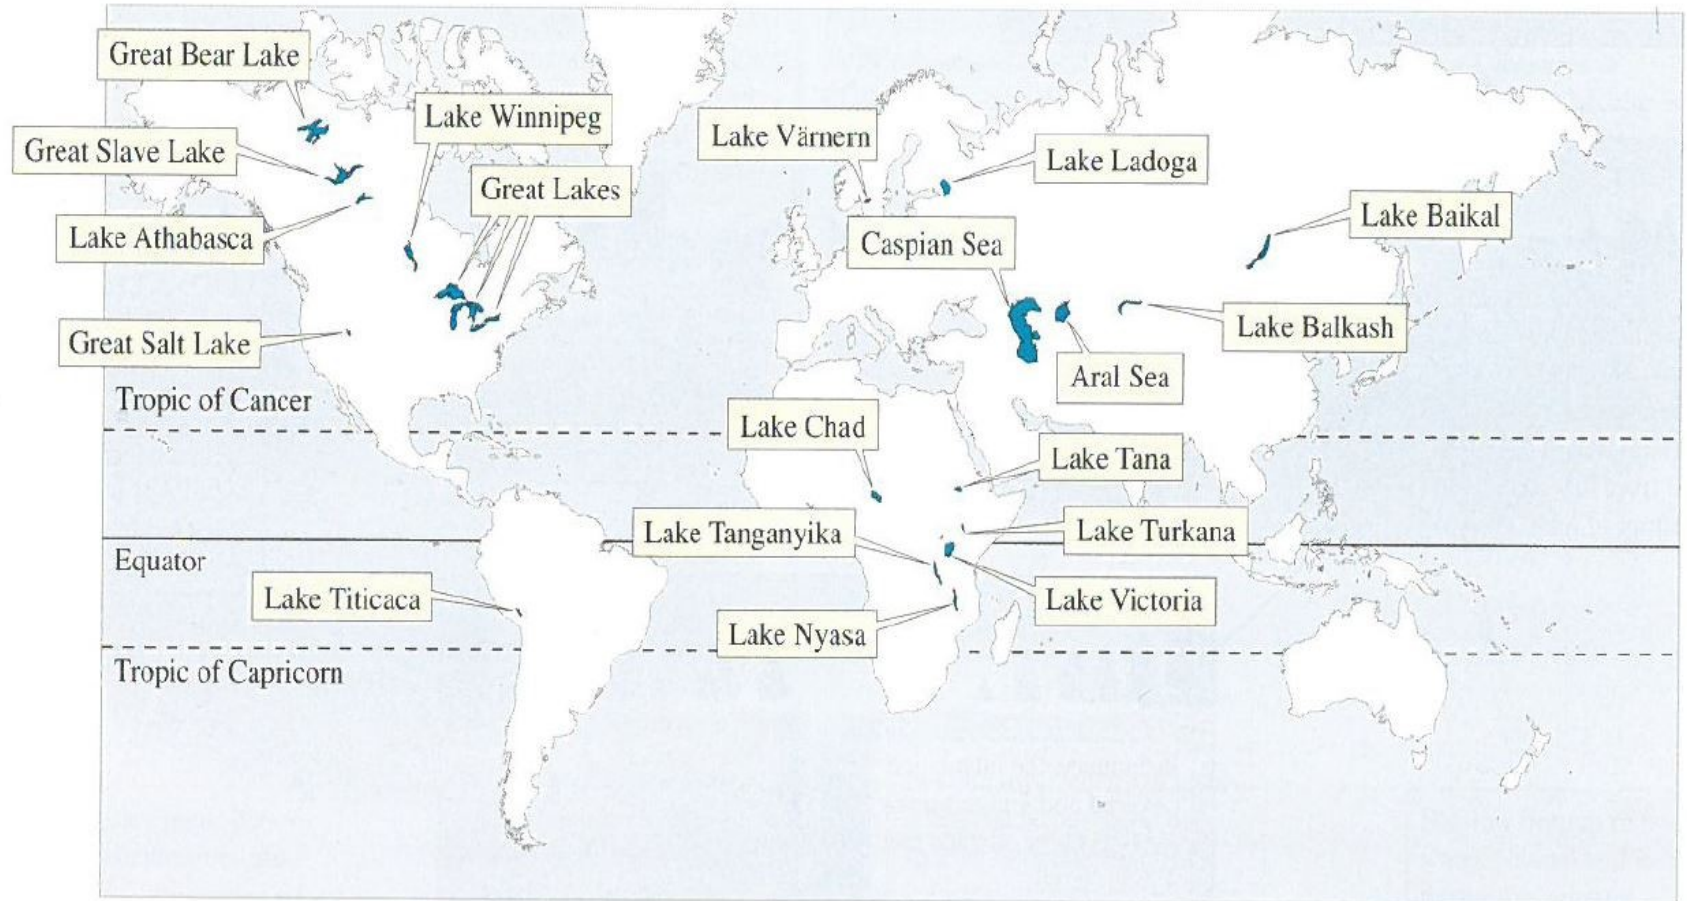 Great Bear Lake
Lake Winnipeg
Lake Värnern
Great Slave Lake
Lake Ladoga
Great Lakes
Lake Baikal
Lake Athabasca
Caspian Sea
Great Salt Lake
Lake Balkash
Aral Sea
Tropic of Cancer
Lake Chad
Lake Tana
Lake Tanganyika
Lake Turkana
Equator
Lake Titicaca
Lake Victoria
Lake Nyasa
Tropic of Capricorn